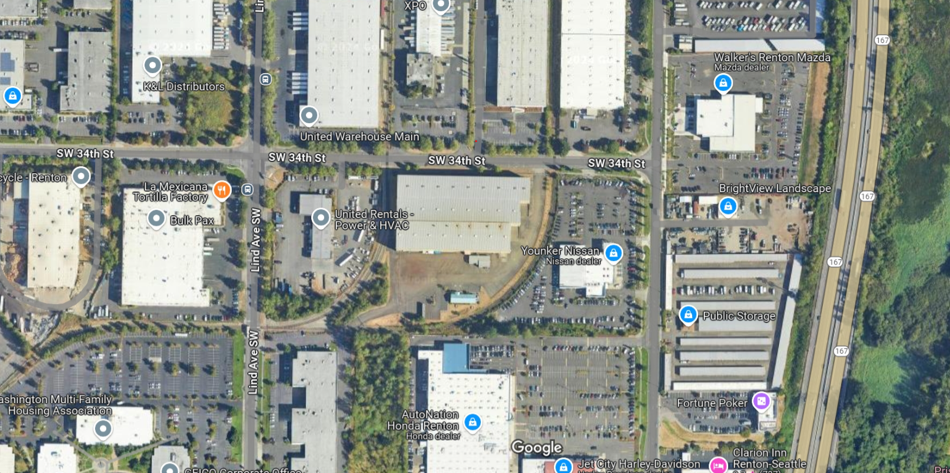 XPO
167
Walker's Renton Mazda
Mazda dealer
K&L Distributors
United Warehouse Main
SW 34th St
SW 34th St
SW 34th St
SW 34th St
cycle - Renton
La Mexicana
Tortilla Factory
Bulk Pax
BrightView Landscape
167
United Rentals -
Power & HVAC
Lind Ave SW
Younker Nissan
Nissan dealer
167
Public Storage
167
Lind Ave SW
ashington Multi-Family
Housing Association
AutoNation
Honda Renton
Honda dealer
Fortune Poker
Google
Jet City Harley-Davidson
Clarion Inn
Renton-Seattle
GEICO Corporate Office